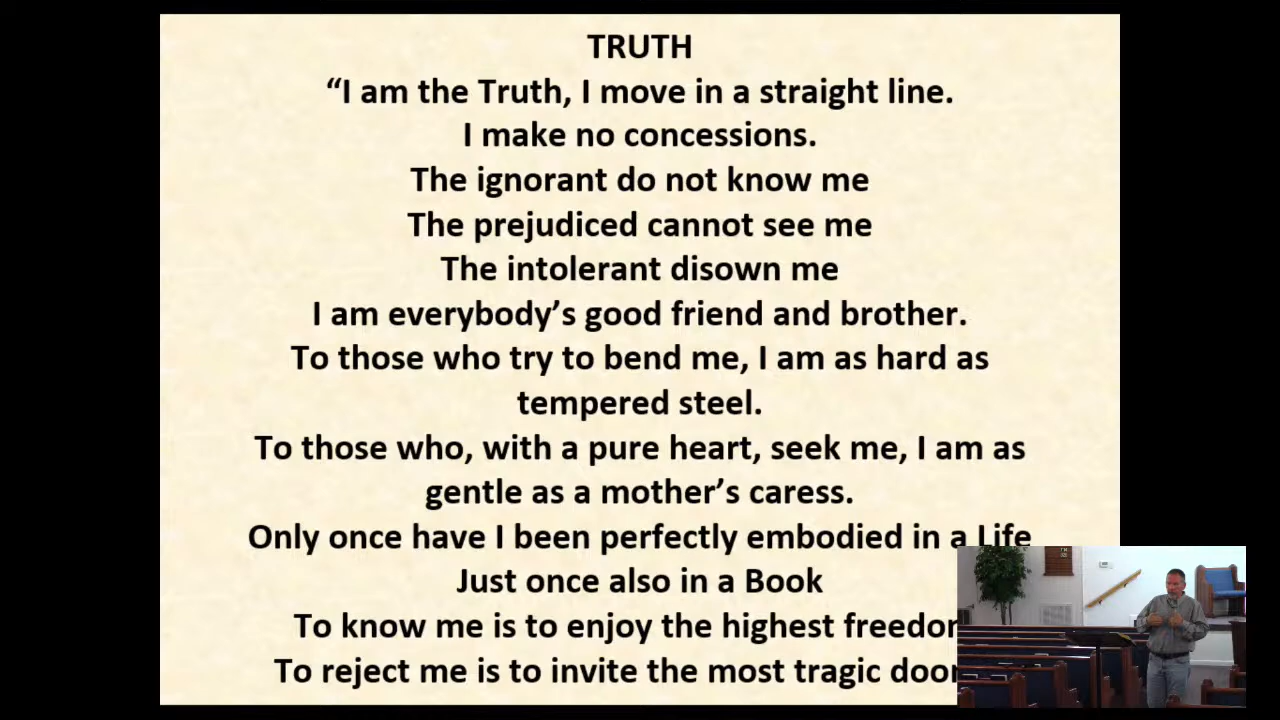 TRUTH
“I am the Truth, I move in a straight line.
I make no concessions.
The ignorant do not know me
The prejudiced cannot see me
The intolerant disown me
I am everybody’s good friend and brother.
To those who try to bend me, I am as hard as
tempered steel.
To those who, with a pure heart, seek me, I am as
gentle as a mother’s caress.
Only once have I been perfectly embodied in a Life
Just once also in a Book
To know me is to enjoy the highest
To reject me is to invite the most tragic